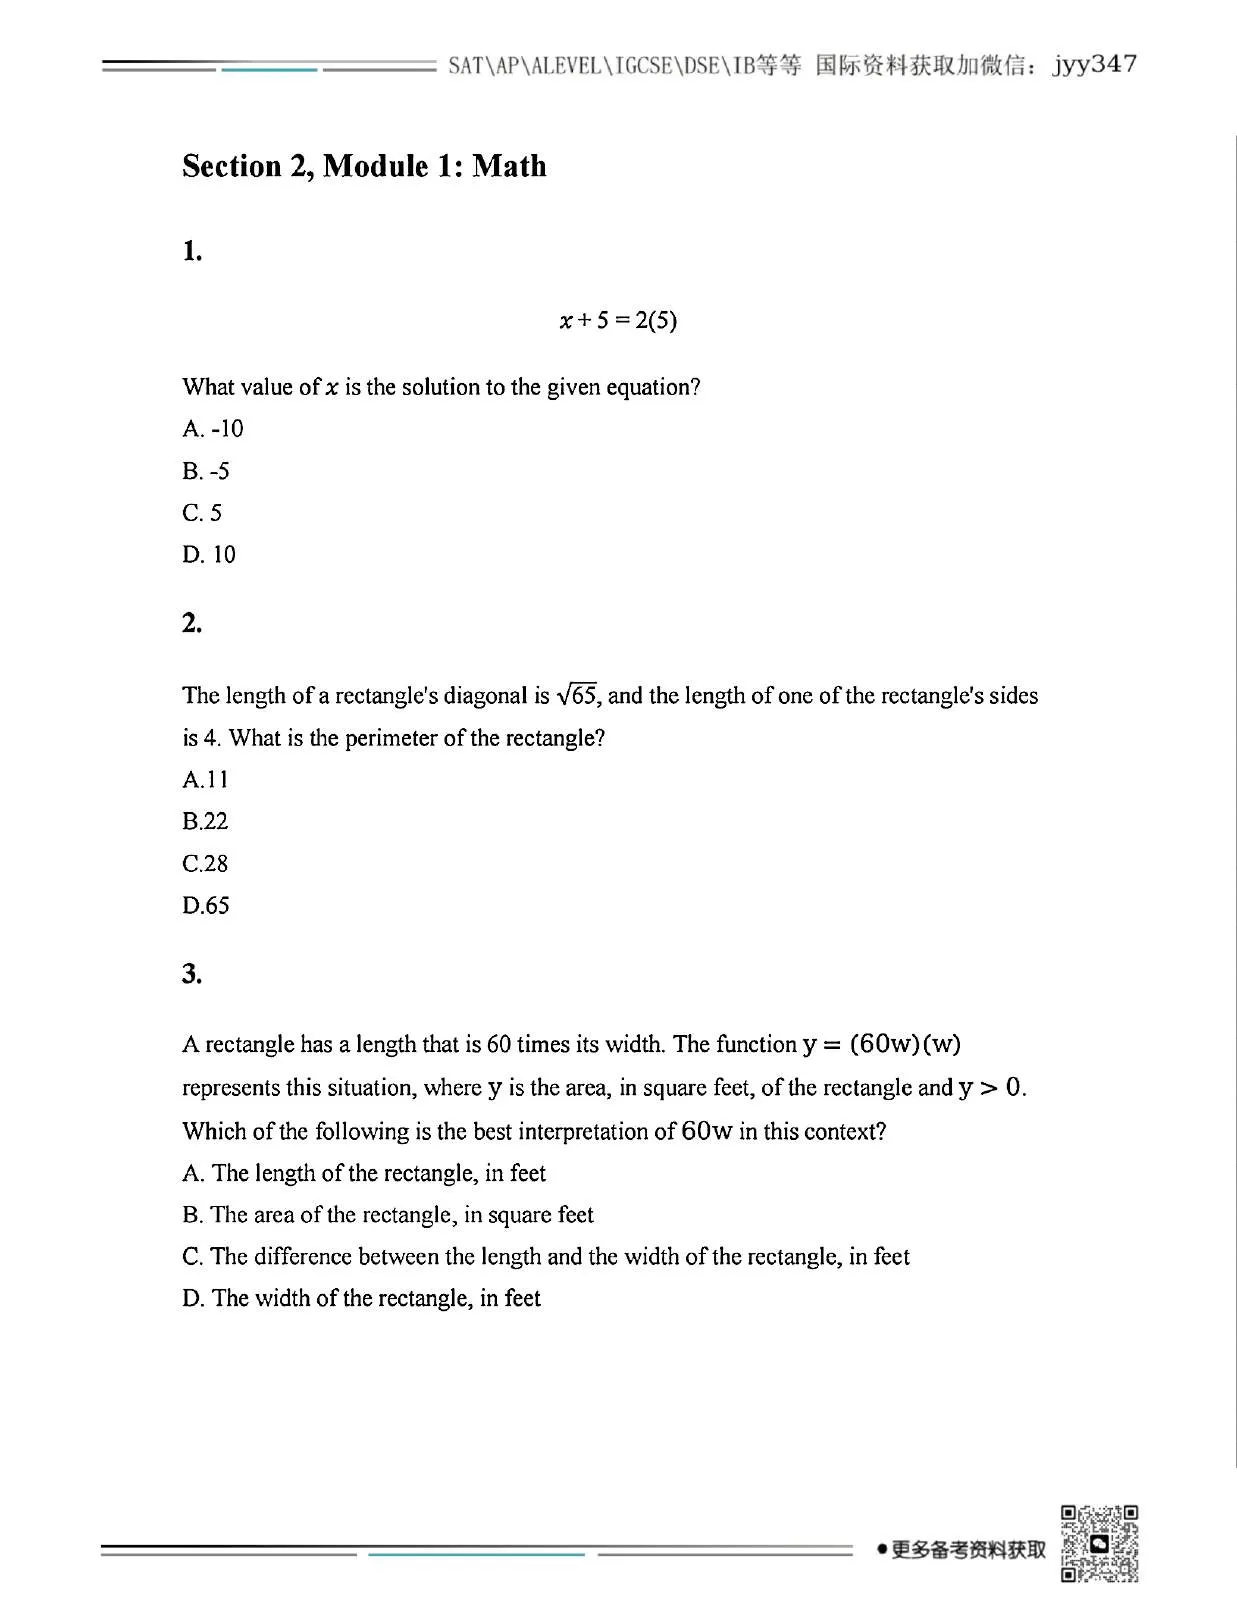 SAT\AP\ALEVEL\IGCSE\DSE\IB等等 国际资料获取加微信: jyy347
Section 2, Module 1: Math
1.
x + 5 = 2(5)
What value of x is the solution to the given equation?
A. -10
B. -5
C. 5
D. 10
2.
The length of a rectangle's diagonal is √65, and the length of one of the rectangle's sides
is 4. What is the perimeter of the rectangle?
A.11
B.22
C.28
D.65
3.
A rectangle has a length that is 60 times its width. The function y = (60w)(w)
represents this situation, where y is the area, in square feet, of the rectangle and y > 0.
Which of the following is the best interpretation of 60w in this context?
A. The length of the rectangle, in feet
B. The area of the rectangle, in square feet
C. The difference between the length and the width of the rectangle, in feet
D. The width of the rectangle, in feet
●更多备考资料获取